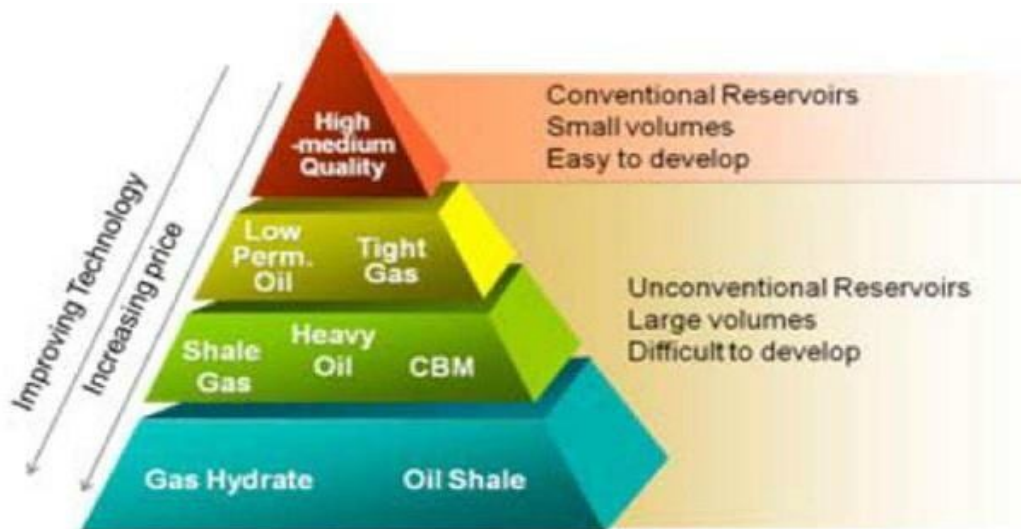 High
-medium
Quality
Conventional Reservoirs
Small volumes
Easy to develop
Low
Perm.
Oil
Tight
Gas
Unconventional Reservoirs
Large volumes
Difficult to develop
Shale
Gas
Heavy
Oil
CBM
Gas Hydrate
Oil Shale
Improving Technology
Increasing price